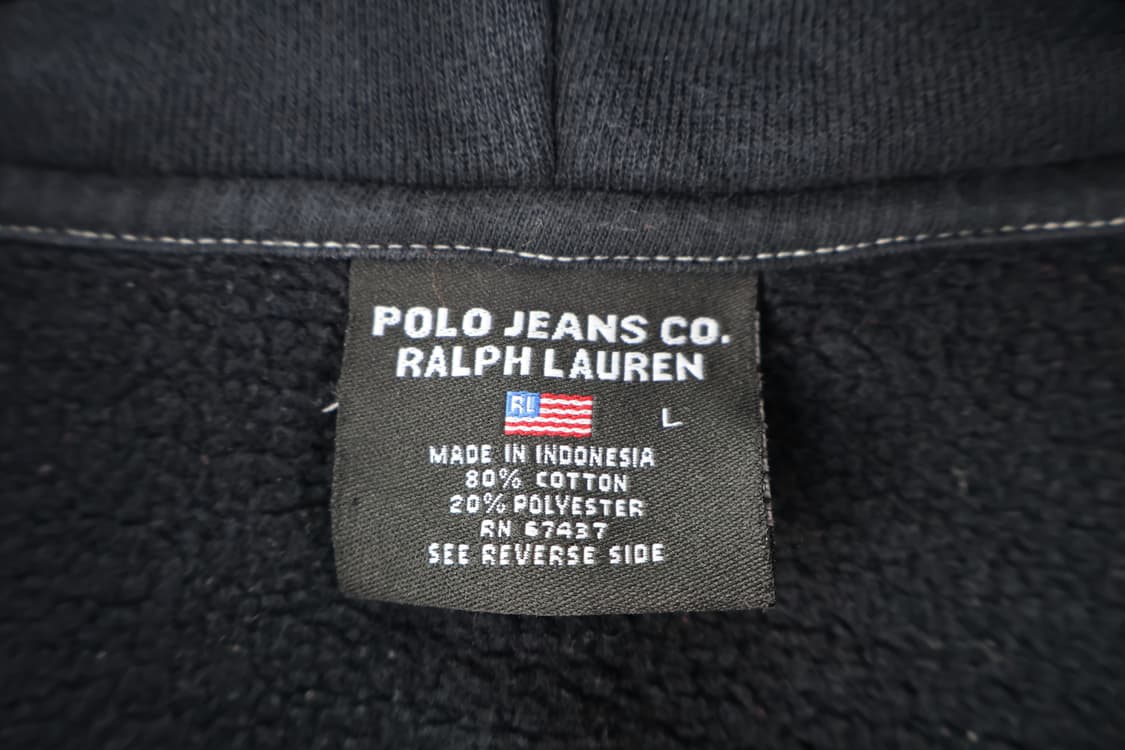 POLO JEANS CO.
RALPH LAUREN
RL
L
MADE IN INDONESIA
80% COTTON
20% POLYESTER
RN 67437
SEE REVERSE SIDE